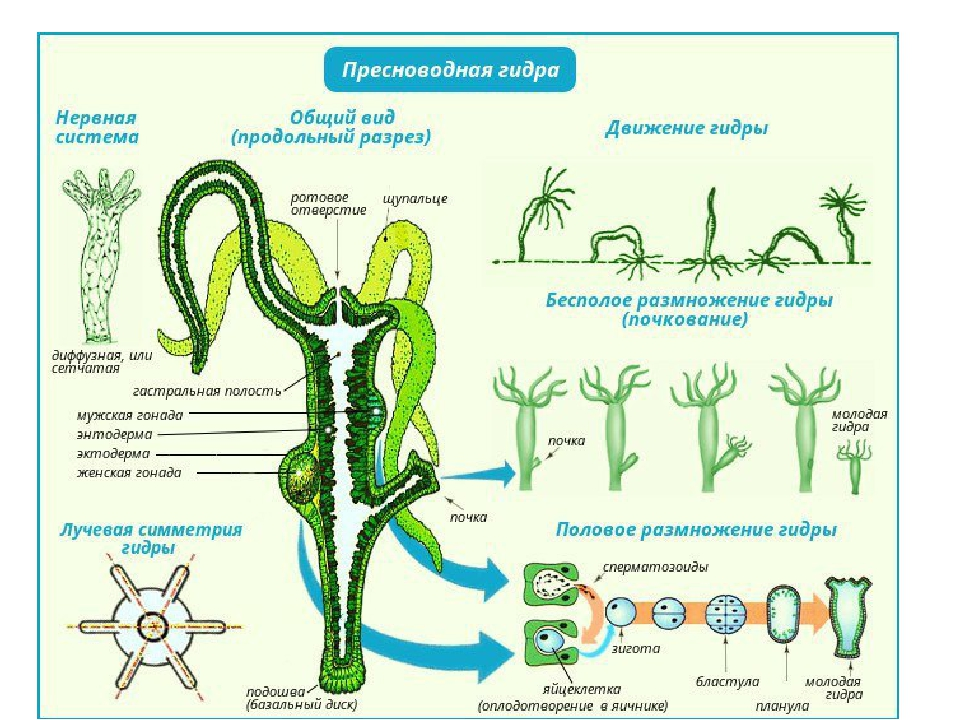 Пресноводная гидра
Нервная
система
Общий вид
(продольный разрез)
Движение гидры
ротовое
отверстие
щупальце
диффузная, или
сетчатая
гастральная полость
мужская гонада
энтодерма
эктодерма
женская гонада
почка
подошва
(базальный диск)
Лучевая симметрия
гидры
Бесполое размножение гидры
(почкование)
почка
молодая
гидра
Половое размножение гидры
сперматозоиды
зигота
яйцеклетка
(оплодотворение в яичнике)
бластула
планула
молодая
гидра